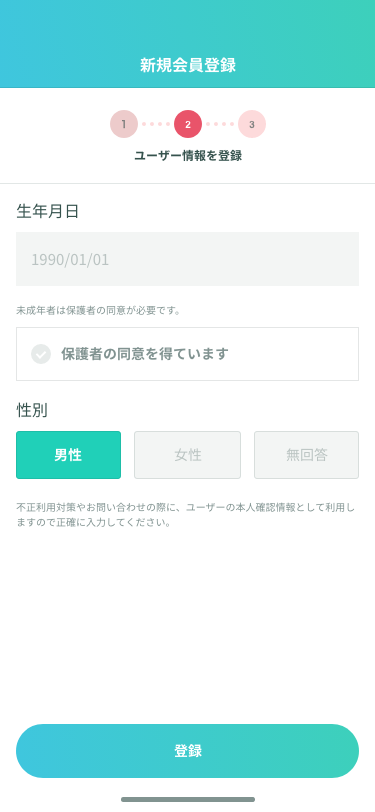 新規会員登録
1 2 3
ユーザー情報を登録
生年月日
1990/01/01
未成年者は保護者の同意が必要です。
保護者の同意を得ています
性別
男性 女性 無回答
不正利用対策やお問い合わせの際に、ユーザーの本人確認情報として利用し
ますので正確に入力してください。
登録